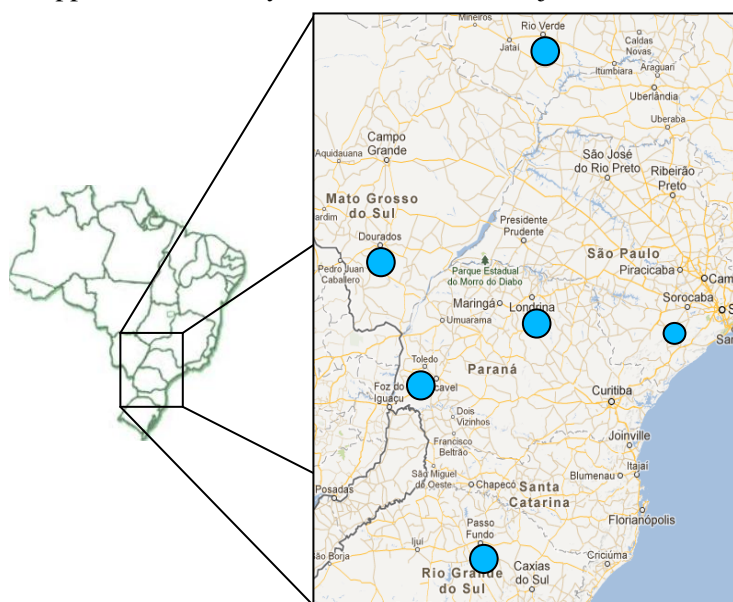 Mineiros
Rio Verde
Jataí
Caldas
Novas
Itumbiara
Araguari
Uberlândia
Uberaba
Campo
Grande
Aquidauana
São José
do Rio Preto
Ribeirão
Preto
Mato Grosso
do Sul
Jardim
Presidente
Prudente
Dourados
São Paulo
Pedro Juan
Caballero
Parque Estadual
do Morro do Diabo
Piracicaba
Cam
Maringá
Londrina
Sorocaba
S
Umuarama
San
Toledo
Paraná
cavel
Foz do
Iguaçu
Curitiba
Dois
Vizinhos
Francisco
Beltrão
Joinville
São Miguel
do Oeste
Chapecó
Blumenau
Itajaí
Posadas
Santa
Catarina
Florianópolis
Passo
Fundo
Ijuí
São Borja
Criciúma
Rio Grande
do Sul
Caxias
do Sul